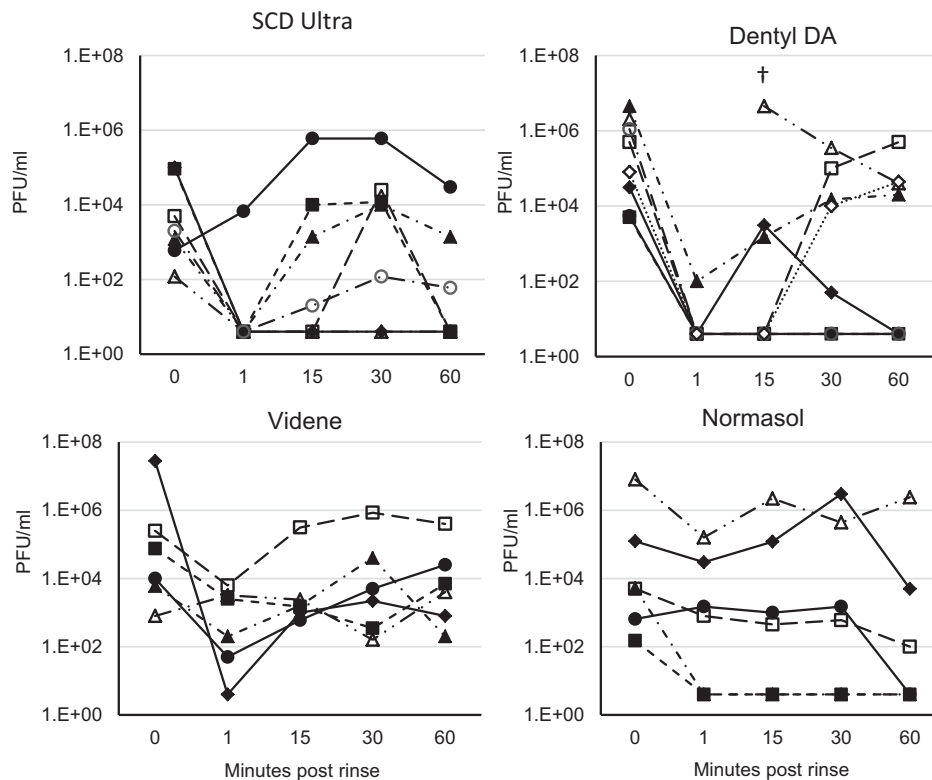 SCD Ultra
1.E+08
1.E+06
1.E+04
1.E+02
1.E+00
PFU/ml
0 1 15 30 60
Dentyl DA
†
1.E+08
1.E+06
1.E+04
1.E+02
1.E+00
PFU/ml
0 1 15 30 60
Videne
1.E+08
1.E+06
1.E+04
1.E+02
1.E+00
PFU/ml
0 1 15 30 60
Minutes post rinse
Normasol
1.E+08
1.E+06
1.E+04
1.E+02
1.E+00
PFU/ml
0 1 15 30 60
Minutes post rinse